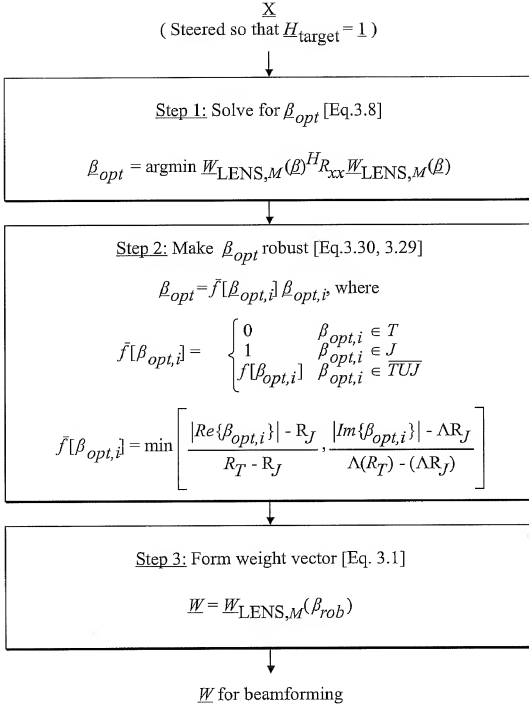 X
( Steered so that H_target = 1 )
Step 1: Solve for β_opt [Eq.3.8]
β_opt = argmin W_LENS,M(β)^H R_xx W_LENS,M(β)
Step 2: Make β_opt robust [Eq.3.30, 3.29]
β_opt = f̄[β_opt,i] β_opt,i, where
f̄[β_opt,i] = { 0 β_opt,i ∈ T
1 β_opt,i ∈ J
f[β_opt,i] β_opt,i ∈ \overline{TUJ}
f̄[β_opt,i] = min [ (|Re{β_opt,i}| - R_J) / (R_T - R_J) , (|Im{β_opt,i}| - ΛR_J) / (Λ(R_T) - (ΛR_J)) ]
Step 3: Form weight vector [Eq. 3.1]
W = W_LENS,M(β_rob)
W for beamforming